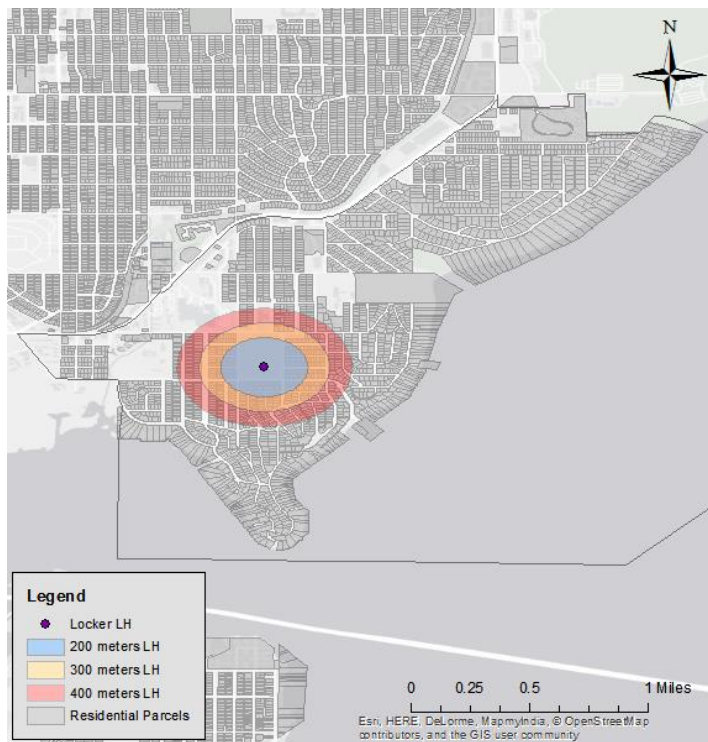 N
Legend
Locker LH
200 meters LH
300 meters LH
400 meters LH
Residential Parcels
0 0.25 0.5 1 Miles
Esri, HERE, DeLorme, MapmyIndia, © OpenStreetMap
contributors, and the GIS user community